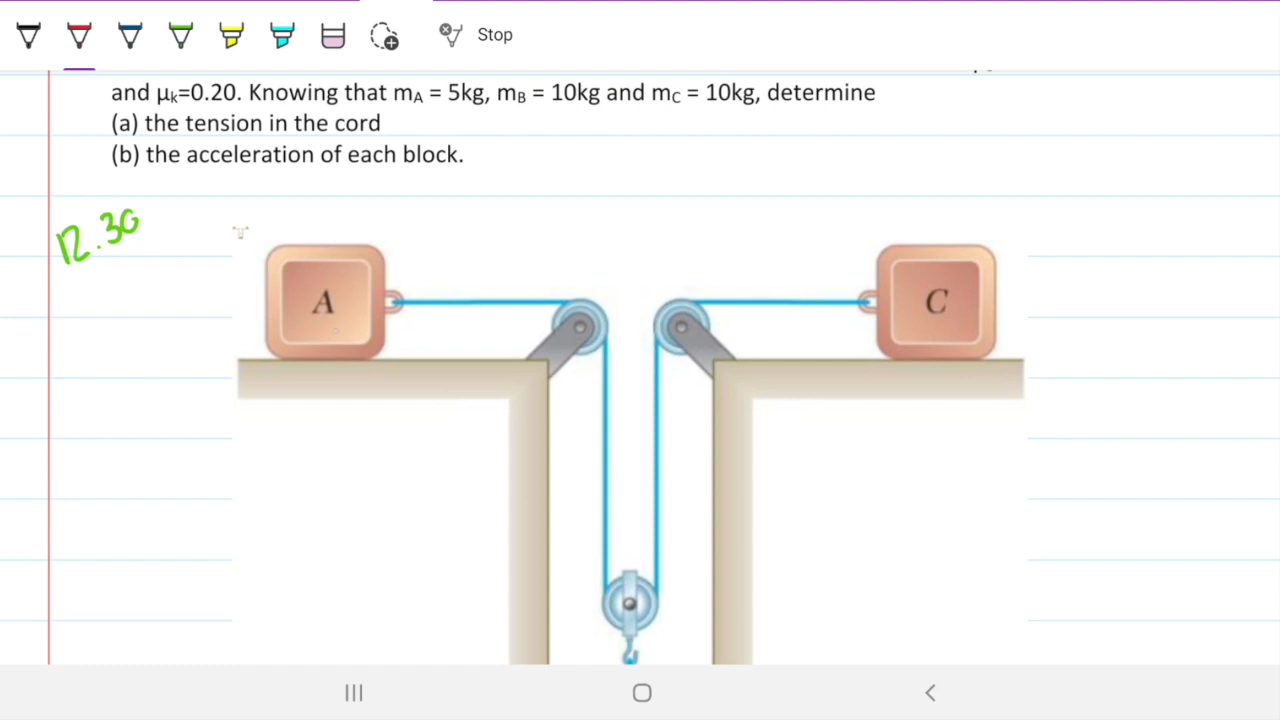 Stop
and μk=0.20. Knowing that mA = 5kg, mB = 10kg and mC = 10kg, determine
(a) the tension in the cord
(b) the acceleration of each block.
12.30
A
C